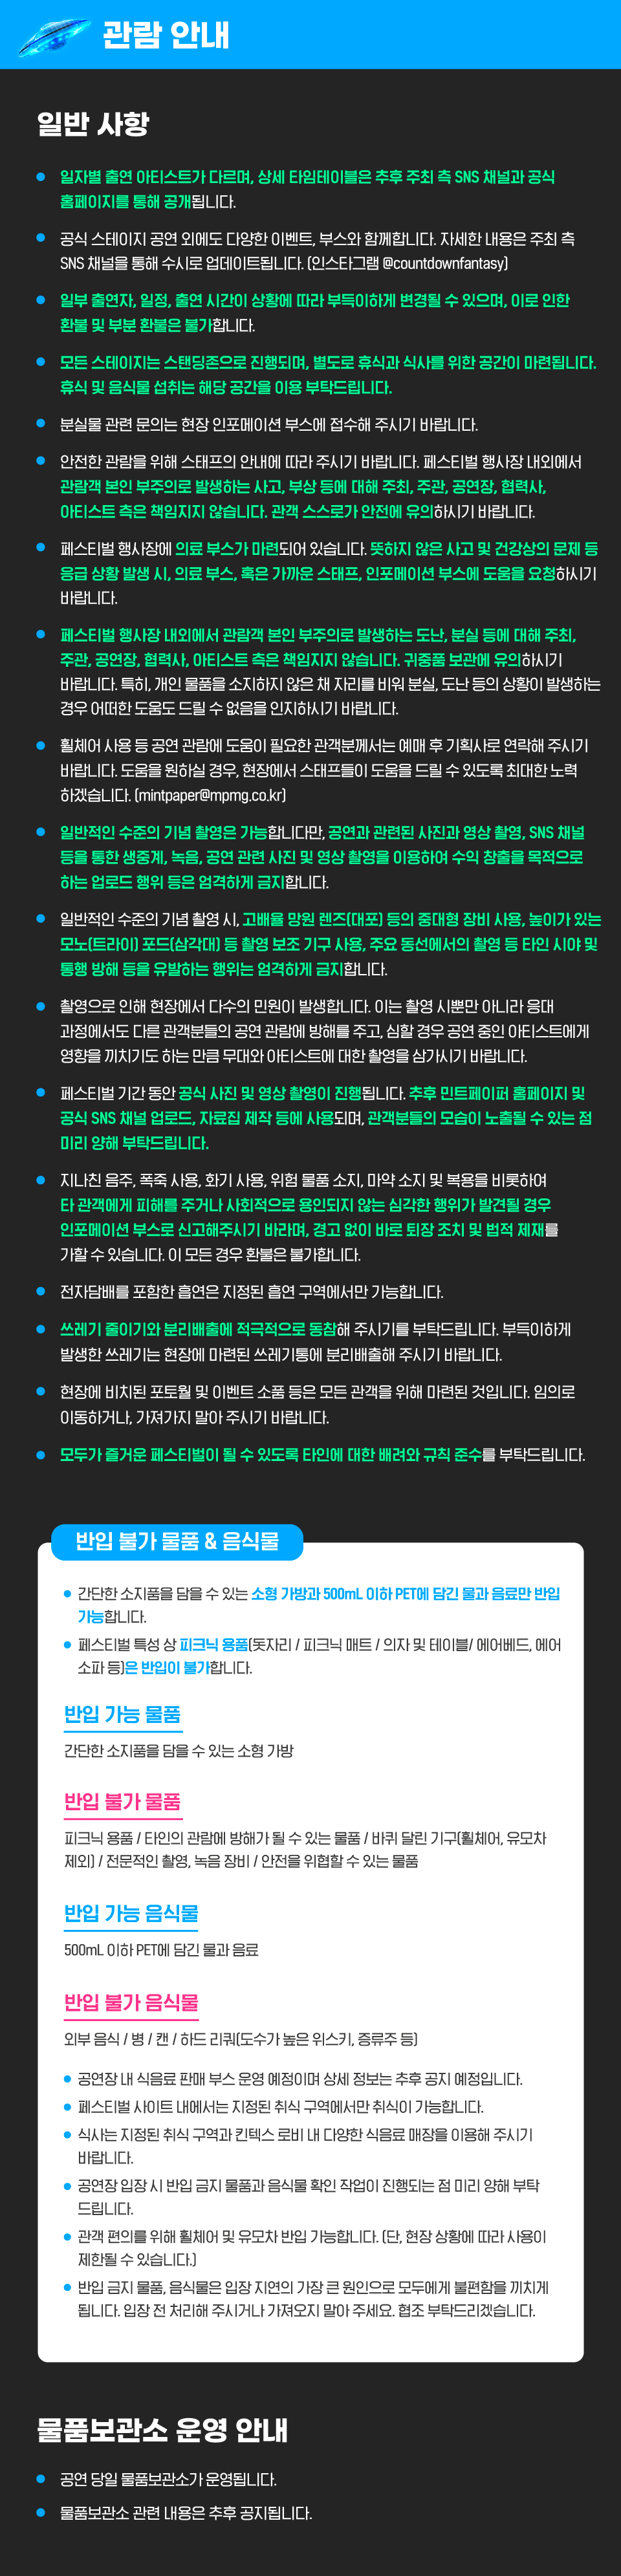 관람 안내
일반 사항
일자별 출연 아티스트가 다르며, 상세 타임테이블은 추후 주최 측 SNS 채널과 공식
홈페이지를 통해 공개됩니다.
공식 스테이지 공연 외에도 다양한 이벤트, 부스와 함께합니다. 자세한 내용은 주최 측
SNS 채널을 통해 수시로 업데이트됩니다. (인스타그램 @countdownfantasy)
일부 출연자, 일정, 출연 시간이 상황에 따라 부득이하게 변경될 수 있으며, 이로 인한
환불 및 부분 환불은 불가합니다.
모든 스테이지는 스탠딩존으로 진행되며, 별도로 휴식과 식사를 위한 공간이 마련됩니다.
휴식 및 음식물 섭취는 해당 공간을 이용 부탁드립니다.
분실물 관련 문의는 현장 인포메이션 부스에 접수해 주시기 바랍니다.
안전한 관람을 위해 스태프의 안내에 따라 주시기 바랍니다. 페스티벌 행사장 내외에서
관람객 본인 부주의로 발생하는 사고, 부상 등에 대해 주최, 주관, 공연장, 협력사,
아티스트 측은 책임지지 않습니다. 관객 스스로가 안전에 유의하시기 바랍니다.
페스티벌 행사장에 의료 부스가 마련되어 있습니다. 뜻하지 않은 사고 및 건강상의 문제 등
응급 상황 발생 시, 의료 부스, 혹은 가까운 스태프, 인포메이션 부스에 도움을 요청하시기
바랍니다.
페스티벌 행사장 내외에서 관람객 본인 부주의로 발생하는 도난, 분실 등에 대해 주최,
주관, 공연장, 협력사, 아티스트 측은 책임지지 않습니다. 귀중품 보관에 유의하시기
바랍니다. 특히, 개인 물품을 소지하지 않은 채 자리를 비워 분실, 도난 등의 상황이 발생하는
경우 어떠한 도움도 드릴 수 없음을 인지하시기 바랍니다.
휠체어 사용 등 공연 관람에 도움이 필요한 관객분께서는 예매 후 기획사로 연락해 주시기
바랍니다. 도움을 원하실 경우, 현장에서 스태프들이 도움을 드릴 수 있도록 최대한 노력
하겠습니다. (mintpaper@mpmg.co.kr)
일반적인 수준의 기념 촬영은 가능합니다만, 공연과 관련된 사진과 영상 촬영, SNS 채널
등을 통한 생중계, 녹음, 공연 관련 사진 및 영상 촬영을 이용하여 수익 창출을 목적으로
하는 업로드 행위 등은 엄격하게 금지합니다.
일반적인 수준의 기념 촬영 시, 고배율 망원 렌즈(대포) 등의 중대형 장비 사용, 높이가 있는
모노(트라이) 포드(삼각대) 등 촬영 보조 기구 사용, 주요 동선에서의 촬영 등 타인 시야 및
통행 방해 등을 유발하는 행위는 엄격하게 금지합니다.
촬영으로 인해 현장에서 다수의 민원이 발생합니다. 이는 촬영 시뿐만 아니라 응대
과정에서도 다른 관객분들의 공연 관람에 방해를 주고, 심할 경우 공연 중인 아티스트에게
영향을 끼치기도 하는 만큼 무대와 아티스트에 대한 촬영을 삼가시기 바랍니다.
페스티벌 기간 동안 공식 사진 및 영상 촬영이 진행됩니다. 추후 민트페이퍼 홈페이지 및
공식 SNS 채널 업로드, 자료집 제작 등에 사용되며, 관객분들의 모습이 노출될 수 있는 점
미리 양해 부탁드립니다.
지나친 음주, 폭죽 사용, 화기 사용, 위험 물품 소지, 마약 소지 및 복용을 비롯하여
타 관객에게 피해를 주거나 사회적으로 용인되지 않는 심각한 행위가 발견될 경우
인포메이션 부스로 신고해주시기 바라며, 경고 없이 바로 퇴장 조치 및 법적 제재를
가할 수 있습니다. 이 모든 경우 환불은 불가합니다.
전자담배를 포함한 흡연은 지정된 흡연 구역에서만 가능합니다.
쓰레기 줄이기와 분리배출에 적극적으로 동참해 주시기를 부탁드립니다. 부득이하게
발생한 쓰레기는 현장에 마련된 쓰레기통에 분리배출해 주시기 바랍니다.
현장에 비치된 포토월 및 이벤트 소품 등은 모든 관객을 위해 마련된 것입니다. 임의로
이동하거나, 가져가지 말아 주시기 바랍니다.
모두가 즐거운 페스티벌이 될 수 있도록 타인에 대한 배려와 규칙 준수를 부탁드립니다.
반입 불가 물품 & 음식물
간단한 소지품을 담을 수 있는 소형 가방과 500mL 이하 PET에 담긴 물과 음료만 반입
가능합니다.
페스티벌 특성 상 피크닉 용품(돗자리 / 피크닉 매트 / 의자 및 테이블/ 에어베드, 에어
소파 등)은 반입이 불가합니다.
반입 가능 물품
간단한 소지품을 담을 수 있는 소형 가방
반입 불가 물품
피크닉 용품 / 타인의 관람에 방해가 될 수 있는 물품 / 바퀴 달린 기구(휠체어, 유모차
제외) / 전문적인 촬영, 녹음 장비 / 안전을 위협할 수 있는 물품
반입 가능 음식물
500mL 이하 PET에 담긴 물과 음료
반입 불가 음식물
외부 음식 / 병 / 캔 / 하드 리쿼(도수가 높은 위스키, 증류주 등)
공연장 내 식음료 판매 부스 운영 예정이며 상세 정보는 추후 공지 예정입니다.
페스티벌 사이트 내에서는 지정된 취식 구역에서만 취식이 가능합니다.
식사는 지정된 취식 구역과 킨텍스 로비 내 다양한 식음료 매장을 이용해 주시기
바랍니다.
공연장 입장 시 반입 금지 물품과 음식물 확인 작업이 진행되는 점 미리 양해 부탁
드립니다.
관객 편의를 위해 휠체어 및 유모차 반입 가능합니다. (단, 현장 상황에 따라 사용이
제한될 수 있습니다.)
반입 금지 물품, 음식물은 입장 지연의 가장 큰 원인으로 모두에게 불편함을 끼치게
됩니다. 입장 전 처리해 주시거나 가져오지 말아 주세요. 협조 부탁드리겠습니다.
물품보관소 운영 안내
공연 당일 물품보관소가 운영됩니다.
물품보관소 관련 내용은 추후 공지됩니다.